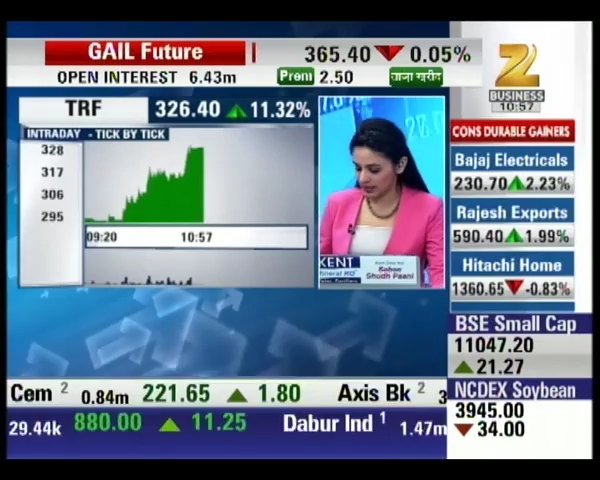 GAIL Future
365.40 0.05%
OPEN INTEREST 6.43m
Prem 2.50
ताजा खरीद
Z
BUSINESS
10:57
TRF 326.40 11.32%
INTRADAY - TICK BY TICK
328
317
306
295
09:20 10:57
KENT
Mineral RO
Sabse
Shudh Paani
CONS DURABLE GAINERS
Bajaj Electricals
230.70 2.23%
Rajesh Exports
590.40 1.99%
Hitachi Home
1360.65 -0.83%
BSE Small Cap
11047.20
21.27
NCDEX Soybean
3945.00
34.00
Cem 2 0.84m 221.65 1.80 Axis Bk 2 3
29.44k 880.00 11.25 Dabur Ind 1 1.47m